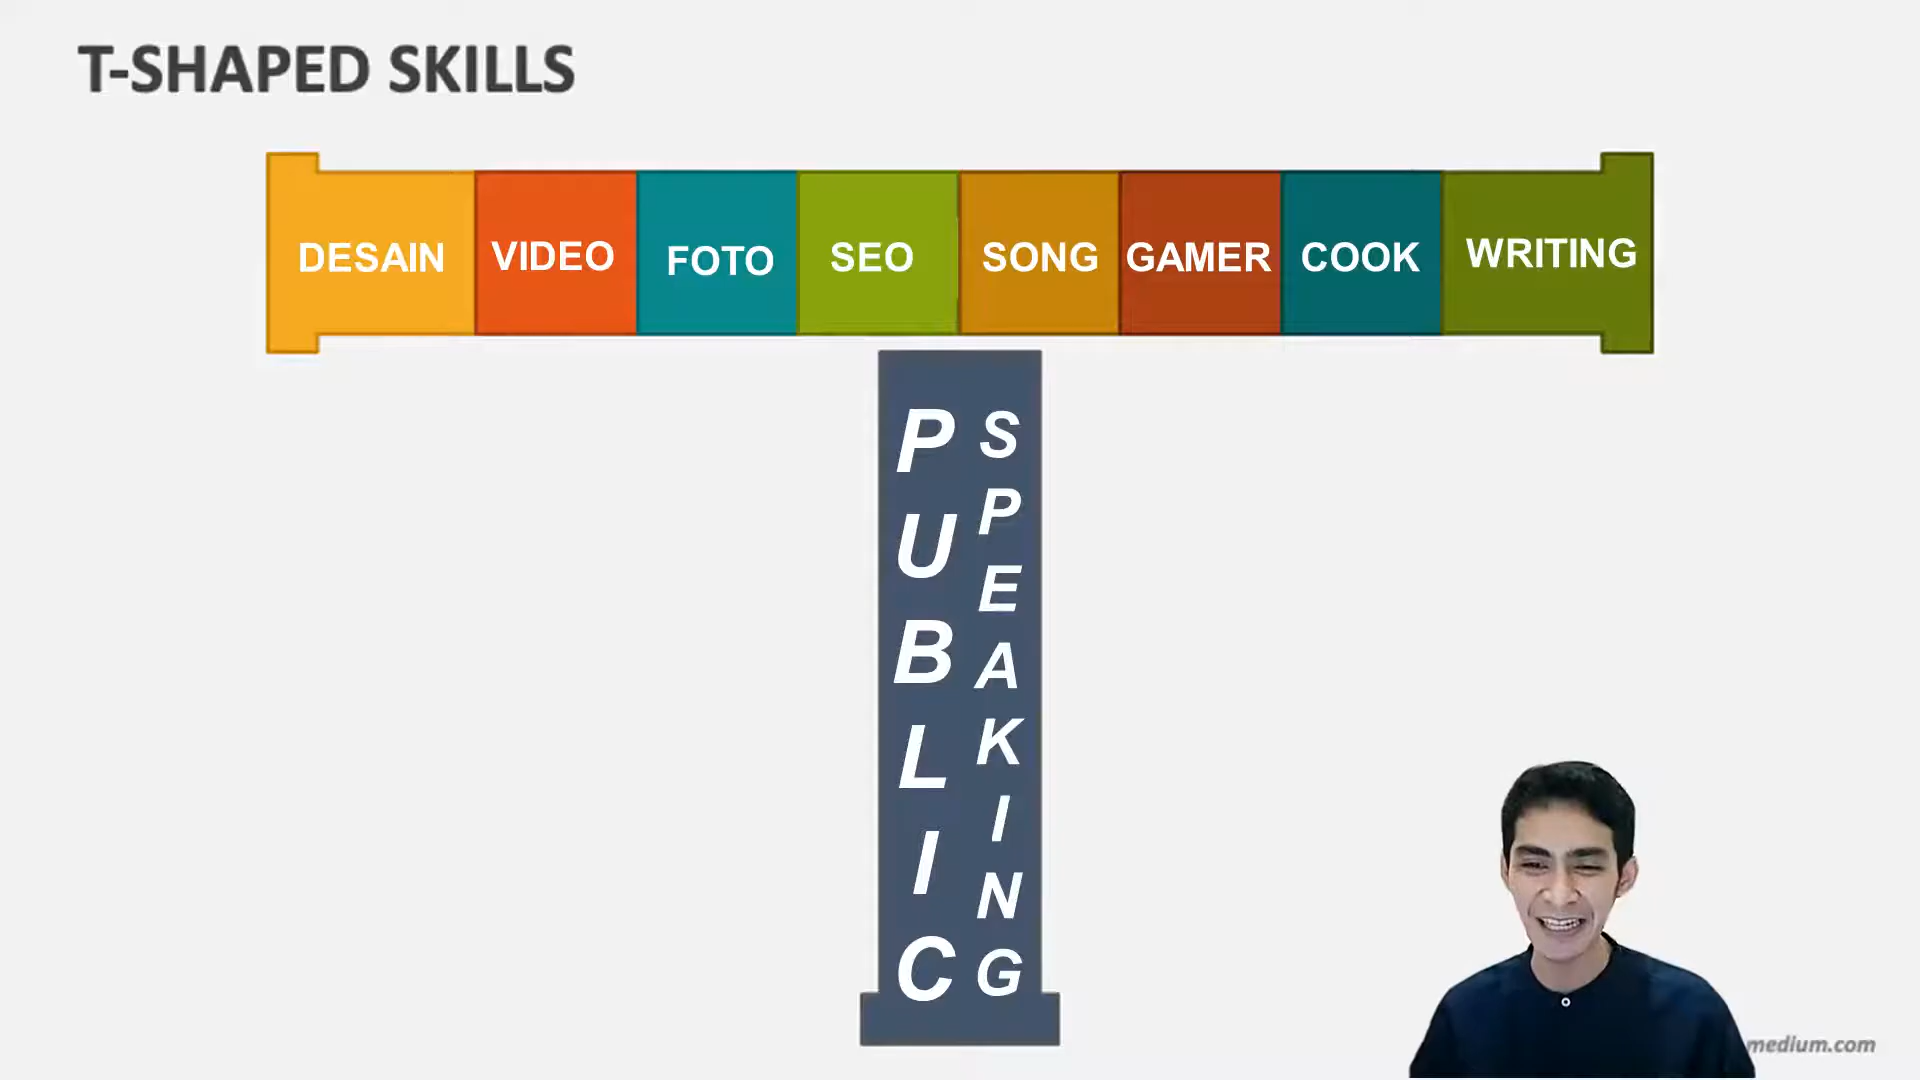 T-SHAPED SKILLS
DESAIN
VIDEO
FOTO
SEO
SONG
GAMER
COOK
WRITING
PUBLIC
SPEAKING
medium.com